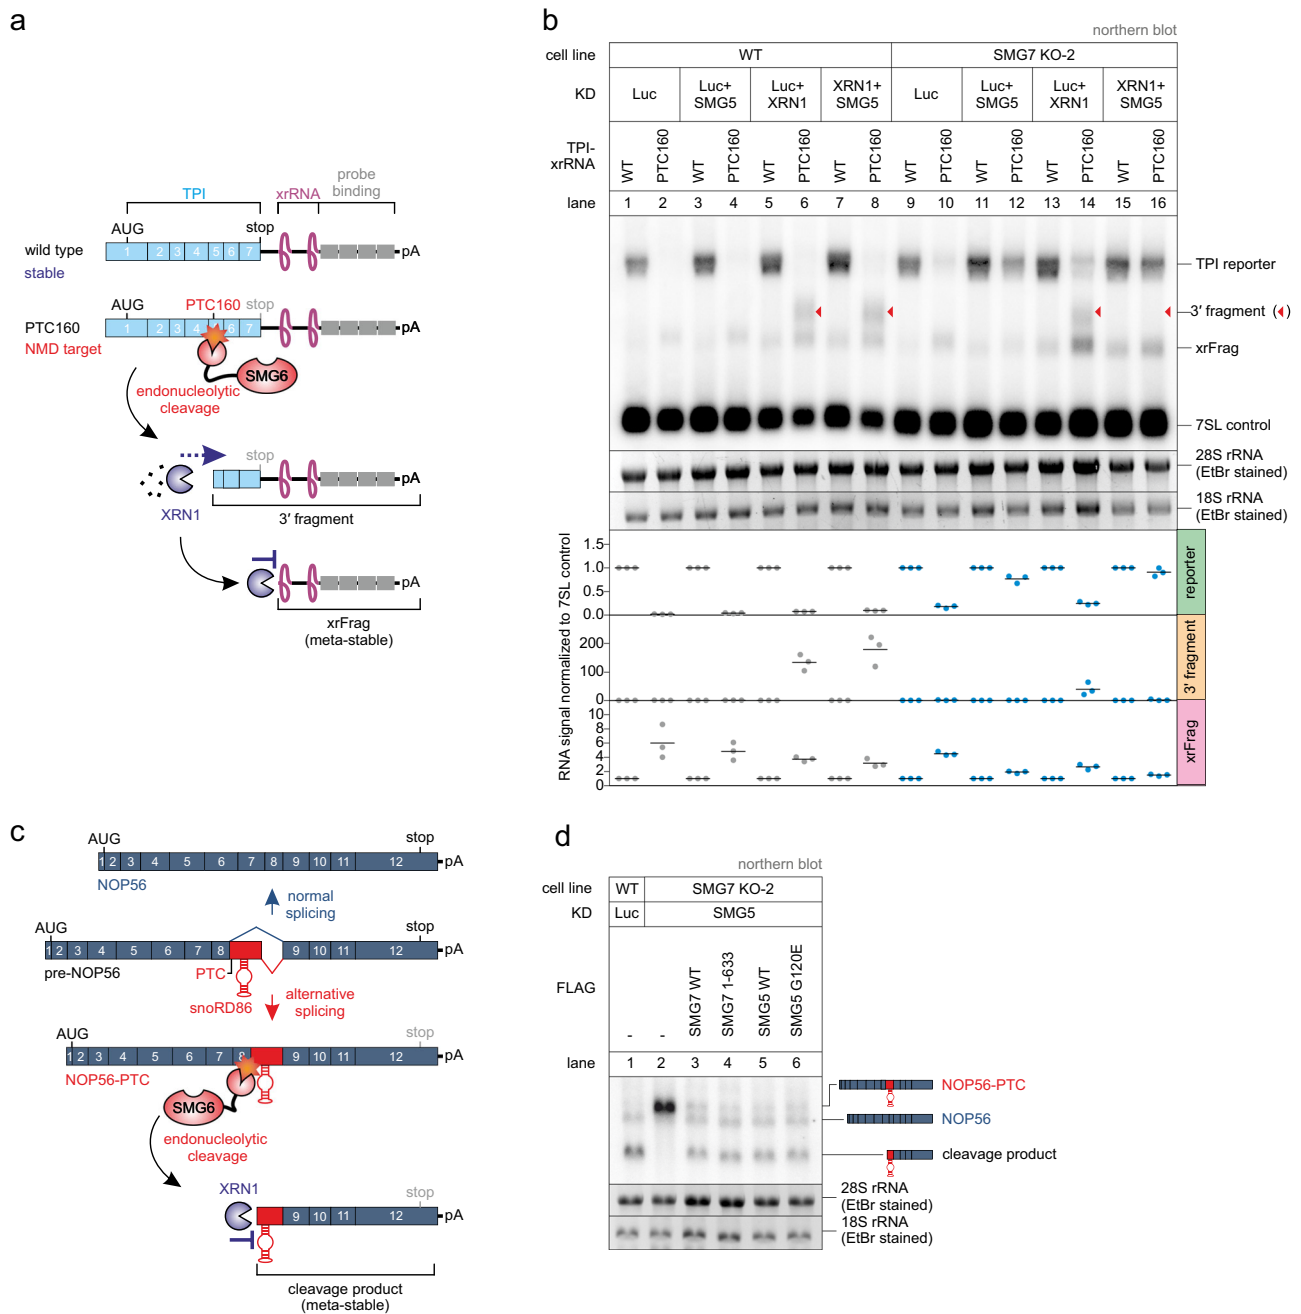 a
TPI
xrRNA
probe
binding
AUG
stop
wild type
stable
1 2 3 4 5 6 7
pA
AUG
PTC160
stop
PTC160
NMD target
1 2 3 4 6 7
pA
SMG6
endonucleolytic
cleavage
stop
pA
XRN1
3′ fragment
pA
xrFrag
(meta-stable)
b
northern blot
cell line WT SMG7 KO-2
KD Luc Luc+ SMG5 Luc+ XRN1 XRN1+ SMG5 Luc Luc+ SMG5 Luc+ XRN1 XRN1+ SMG5
TPI-
xrRNA
WT PTC160 WT PTC160 WT PTC160 WT PTC160 WT PTC160 WT PTC160 WT PTC160 WT PTC160
lane 1 2 3 4 5 6 7 8 9 10 11 12 13 14 15 16
TPI reporter
3′ fragment ( )
xrFrag
7SL control
28S rRNA
(EtBr stained)
18S rRNA
(EtBr stained)
RNA signal normalized to 7SL control
1.5
1.0
0.5
0.0
reporter
200
100
0
3′ fragment
10
8
6
4
2
0
xrFrag
c
AUG
stop
1 2 3 4 5 6 7 8 9 10 11 12
pA
NOP56
normal
splicing
AUG
stop
1 2 3 4 5 6 7 8 9 10 11 12
pA
pre-NOP56
PTC
snoRD86
alternative
splicing
AUG
stop
1 2 3 4 5 6 7 8 9 10 11 12
pA
NOP56-PTC
SMG6
endonucleolytic
cleavage
XRN1
stop
9 10 11 12
pA
cleavage product
(meta-stable)
d
northern blot
cell line WT SMG7 KO-2
KD Luc SMG5
FLAG - - SMG7 WT SMG7 1-633 SMG5 WT SMG5 G120E
lane 1 2 3 4 5 6
NOP56-PTC
NOP56
cleavage product
28S rRNA
(EtBr stained)
18S rRNA
(EtBr stained)